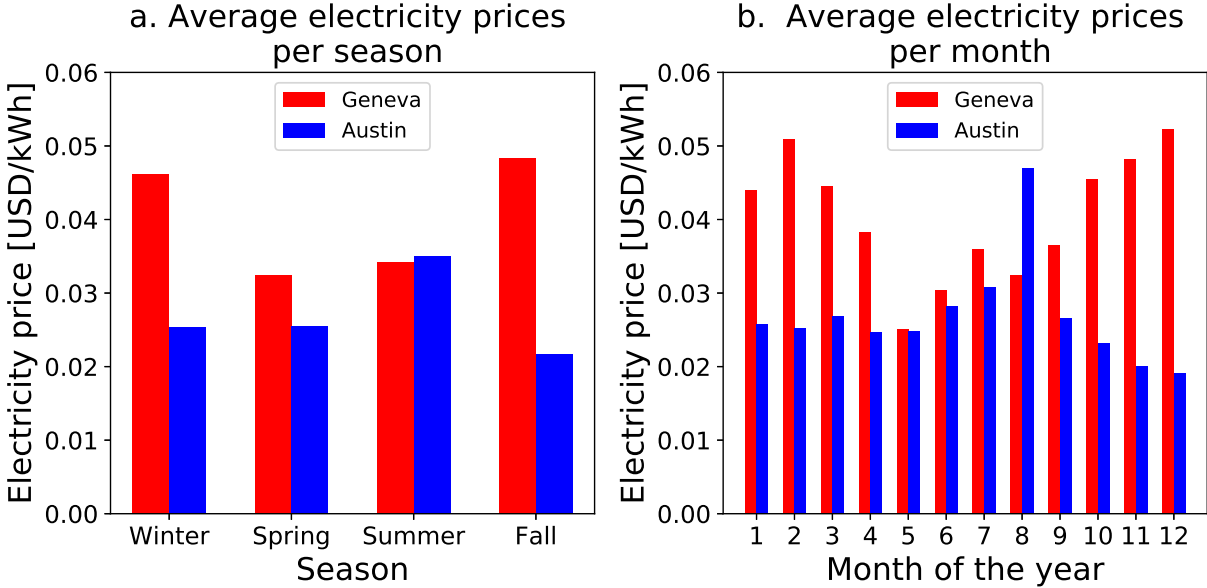 a. Average electricity prices
per season
Electricity price [USD/kWh]
0.06
0.05
0.04
0.03
0.02
0.01
0.00
Geneva
Austin
Winter Spring Summer Fall
Season
b.  Average electricity prices
per month
Electricity price [USD/kWh]
0.06
0.05
0.04
0.03
0.02
0.01
0.00
Geneva
Austin
1 2 3 4 5 6 7 8 9 10 11 12
Month of the year